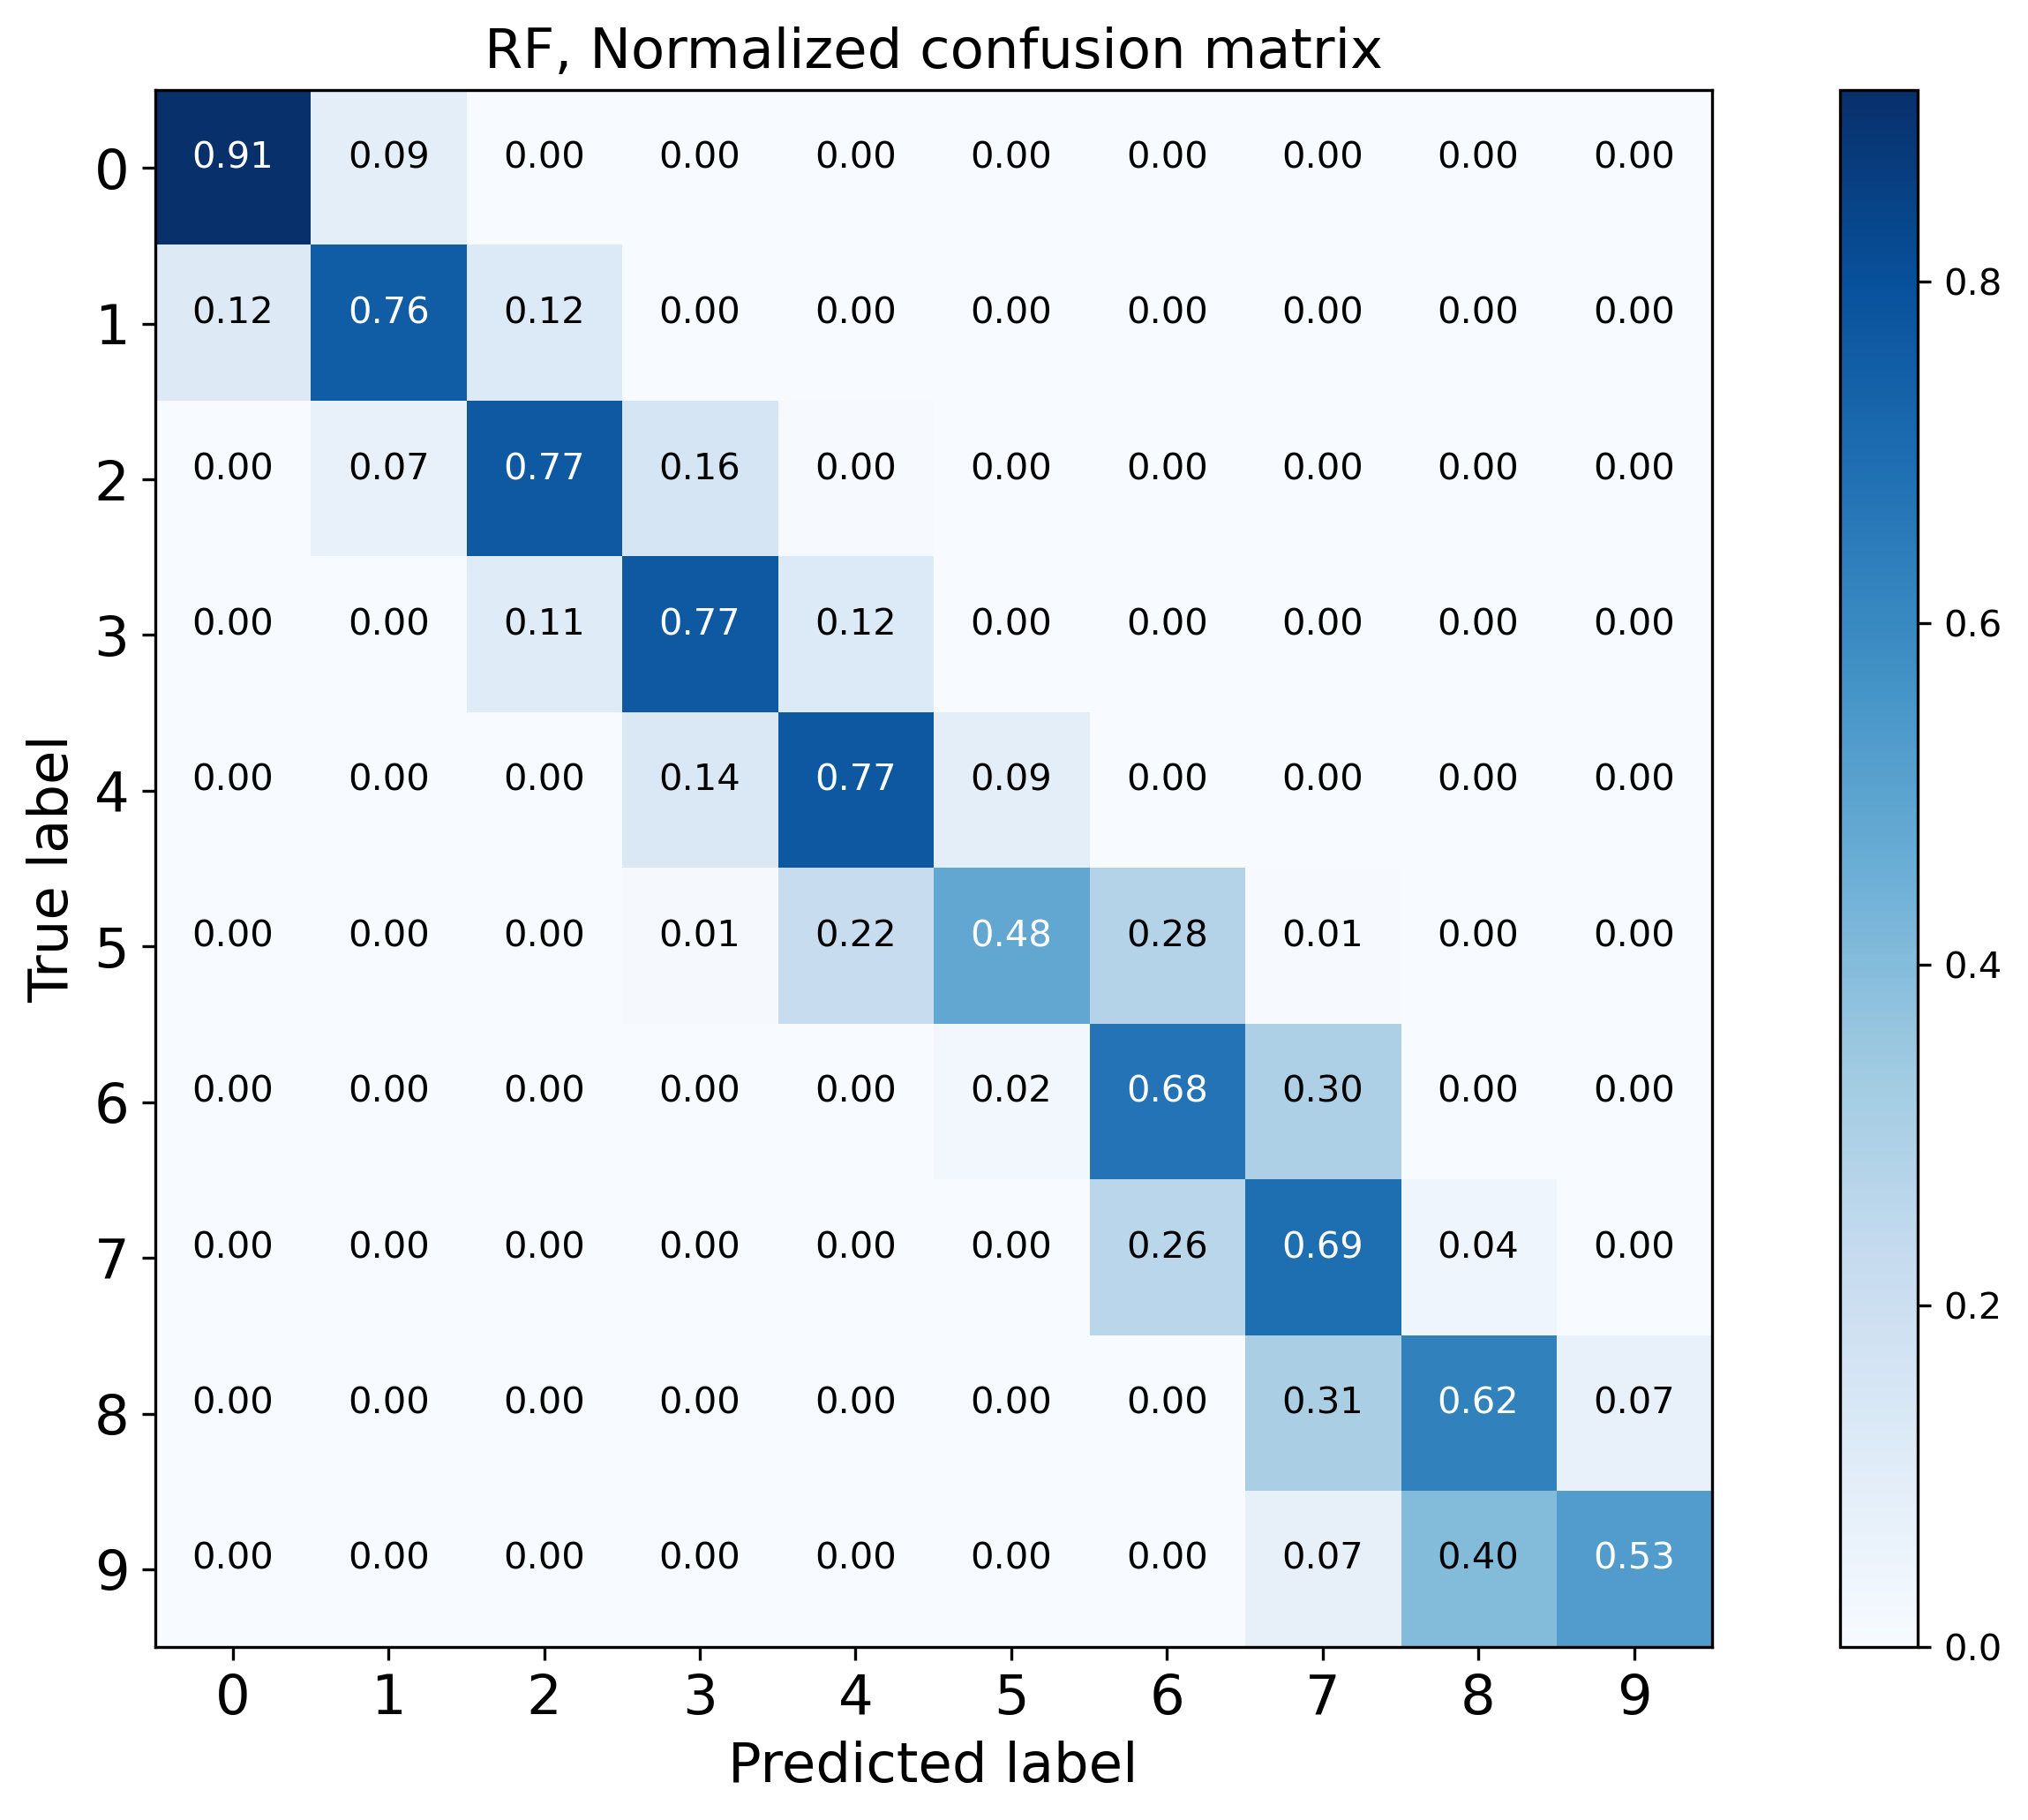 RF, Normalized confusion matrix
0 0.91 0.09 0.00 0.00 0.00 0.00 0.00 0.00 0.00 0.00
1 0.12 0.76 0.12 0.00 0.00 0.00 0.00 0.00 0.00 0.00
2 0.00 0.07 0.77 0.16 0.00 0.00 0.00 0.00 0.00 0.00
3 0.00 0.00 0.11 0.77 0.12 0.00 0.00 0.00 0.00 0.00
4 0.00 0.00 0.00 0.14 0.77 0.09 0.00 0.00 0.00 0.00
5 0.00 0.00 0.00 0.01 0.22 0.48 0.28 0.01 0.00 0.00
6 0.00 0.00 0.00 0.00 0.00 0.02 0.68 0.30 0.00 0.00
7 0.00 0.00 0.00 0.00 0.00 0.00 0.26 0.69 0.04 0.00
8 0.00 0.00 0.00 0.00 0.00 0.00 0.00 0.31 0.62 0.07
9 0.00 0.00 0.00 0.00 0.00 0.00 0.00 0.07 0.40 0.53
0 1 2 3 4 5 6 7 8 9
Predicted label
True label
0.8
0.6
0.4
0.2
0.0